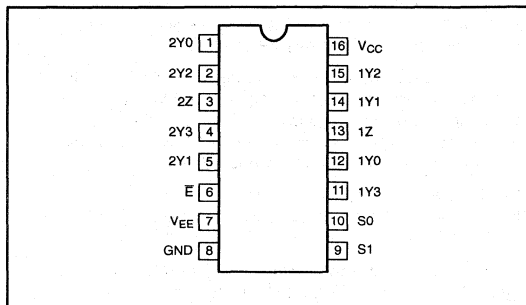 2Y0 1 16 VCC
2Y2 2 15 1Y2
2Z 3 14 1Y1
2Y3 4 13 1Z
2Y1 5 12 1Y0
E̅ 6 11 1Y3
VEE 7 10 S0
GND 8 9 S1